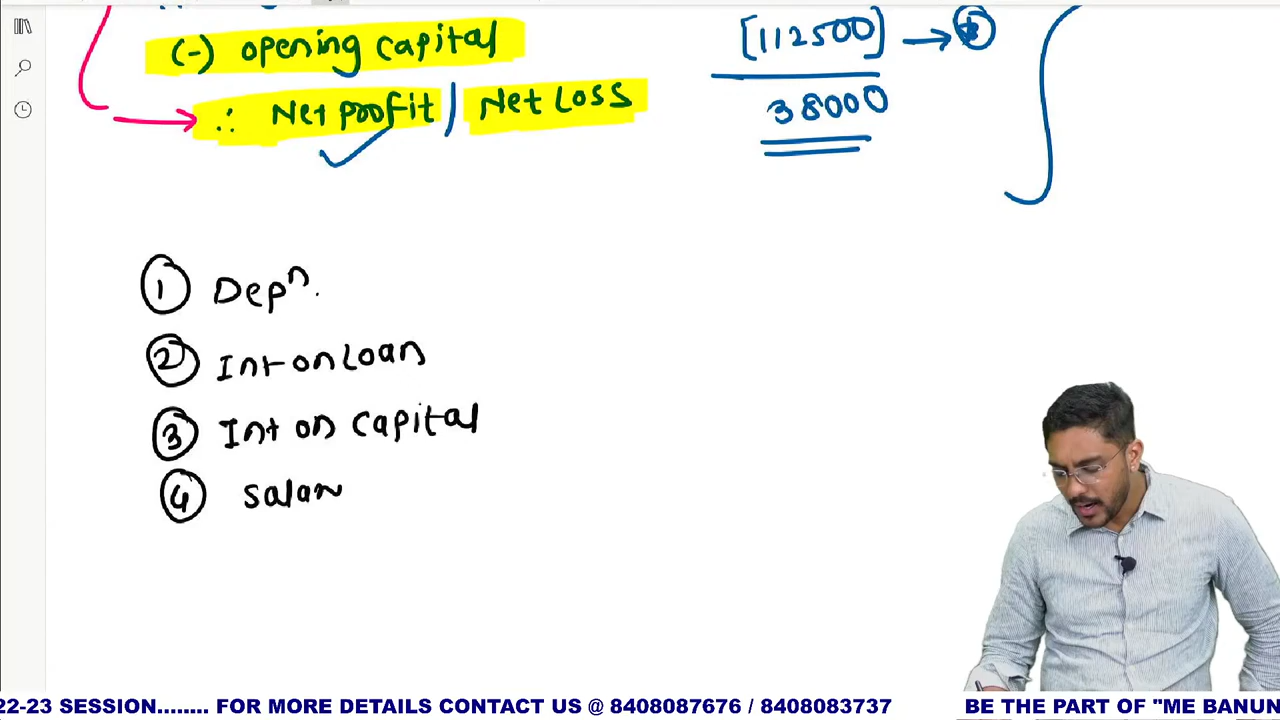 (-) opening capital [112500] →
∴ Net profit / Net Loss 38000
① Depⁿ.
② Int on Loan
③ Int on Capital
④ Salar
22-23 SESSION........ FOR MORE DETAILS CONTACT US @ 8408087676 / 8408083737 BE THE PART OF "ME BANUN